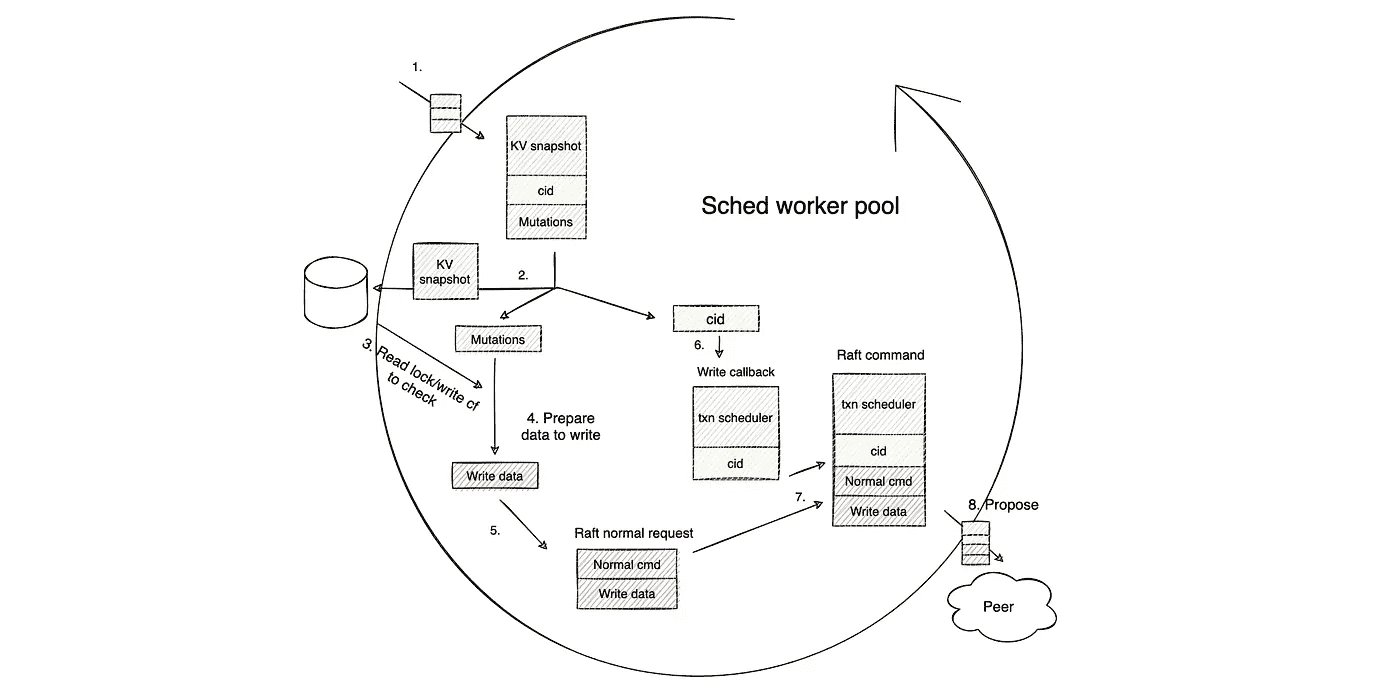 1.
KV snapshot
cid
Mutations
Sched worker pool
KV
snapshot
2.
Mutations
3. Read lock/write cf
to check
4. Prepare
data to write
Write data
5.
Raft normal request
Normal cmd
Write data
cid
6.
Write callback
txn scheduler
cid
7.
Raft command
txn scheduler
cid
Normal cmd
Write data
8. Propose
Peer